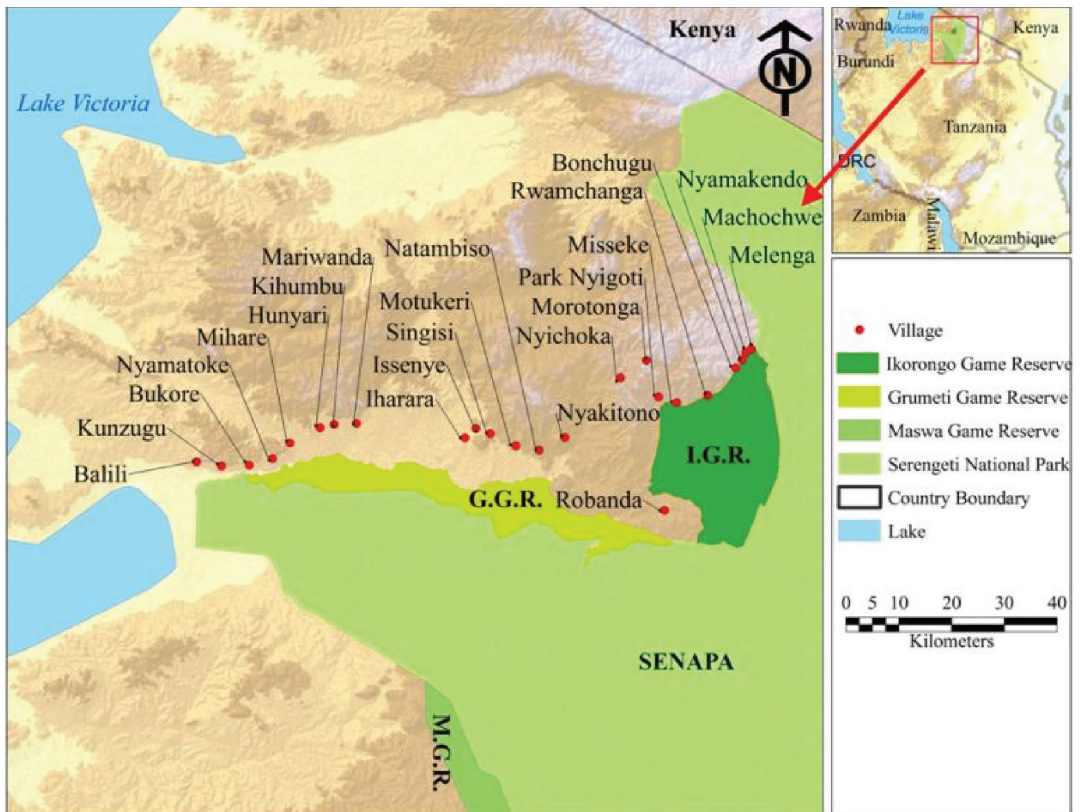 Kenya
N
Lake Victoria
Bonchugu
Rwamchanga
Nyamakendo
Machochwe
Melenga
Misseke
Park Nyigoti
Morotonga
Nyichoka
Natambiso
Mariwanda
Kihumbu
Hunyari
Motukeri
Singisi
Mihare
Issenye
Nyamatoke
Bukore
Iharara
Nyakitono
Kunzugu
Balili
I.G.R.
G.G.R.
Robanda
SENAPA
M.G.R.
Rwanda
Lake
Victoris
Kenya
Burundi
Tanzania
DRC
Zambia
Malawi
Mozambique
Village
Ikorongo Game Reserve
Grumeti Game Reserve
Maswa Game Reserve
Serengeti National Park
Country Boundary
Lake
0 5 10 20 30 40
Kilometers